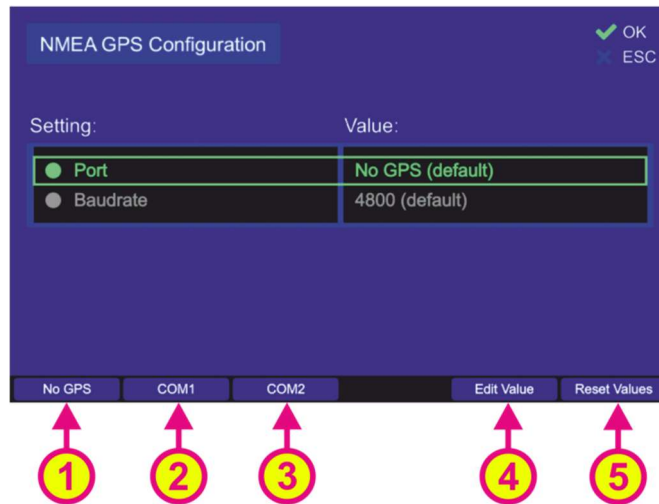 NMEA GPS Configuration
OK
ESC
Setting:
Value:
Port
No GPS (default)
Baudrate
4800 (default)
No GPS
COM1
COM2
Edit Value
Reset Values
1
2
3
4
5